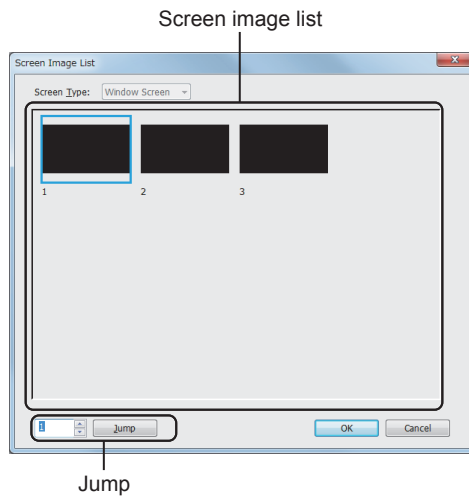 Screen image list
Screen Image List
Screen Type: Window Screen
1 2 3
1 Jump OK Cancel
Jump